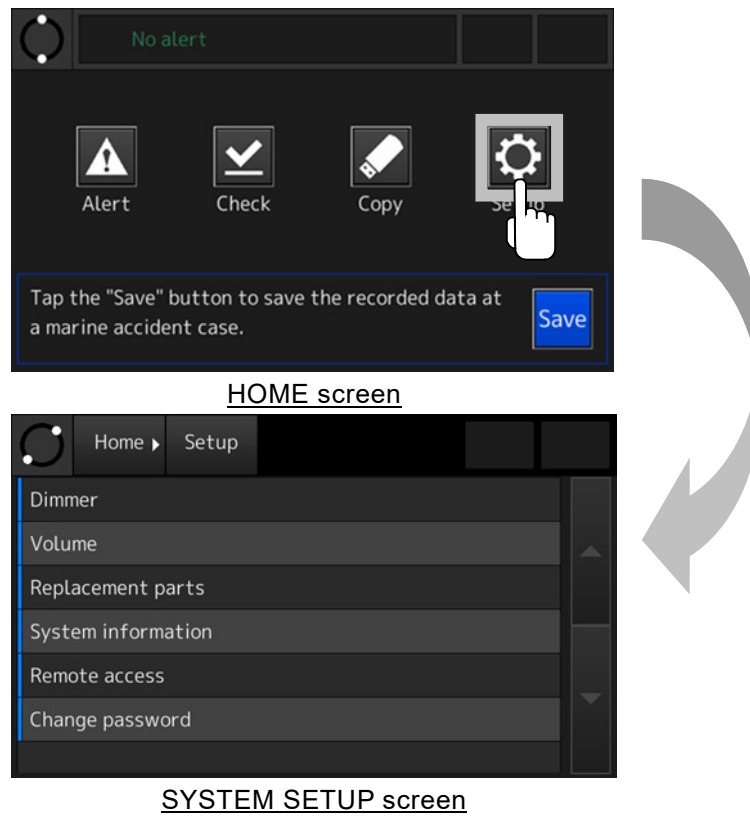 No alert
Alert
Check
Copy
Setup
Tap the "Save" button to save the recorded data at
a marine accident case.
Save
HOME screen
Home
Setup
Dimmer
Volume
Replacement parts
System information
Remote access
Change password
SYSTEM SETUP screen